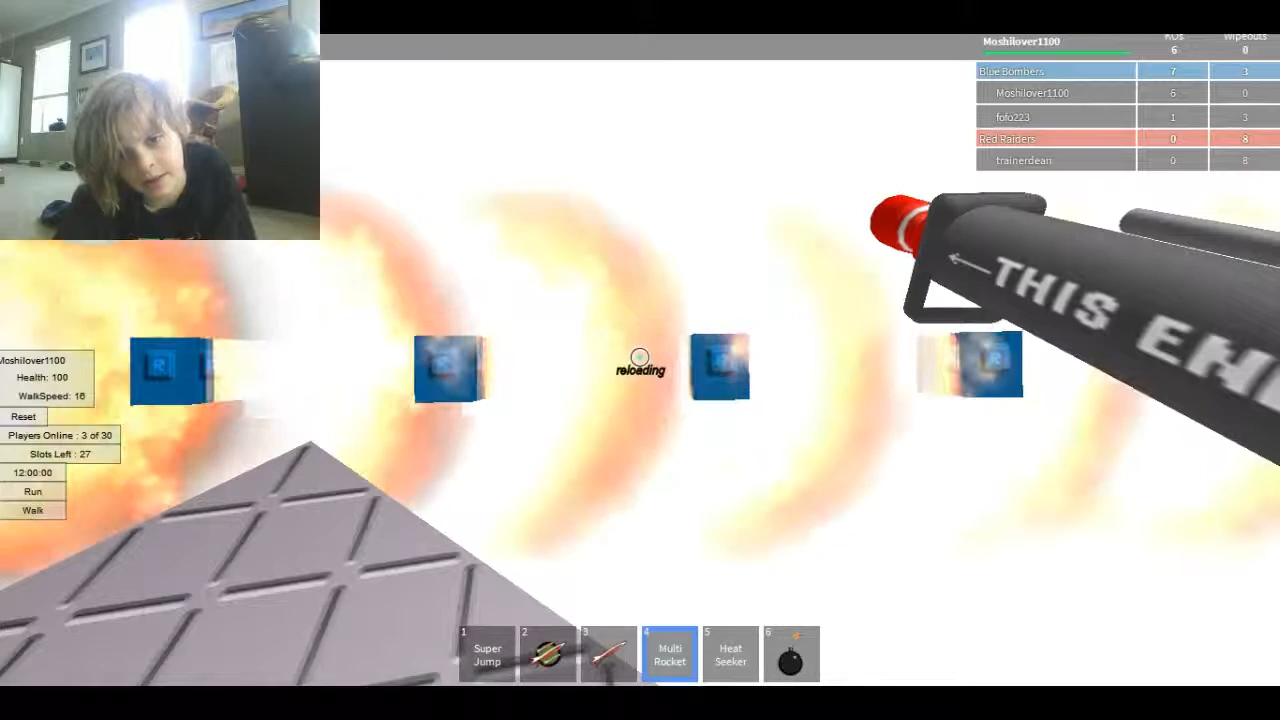 KOs Wipeouts
Moshilover1100 6 0
Blue Bombers 7 3
Moshilover1100 6 0
fofo223 1 3
Red Raiders 0 8
trainerdean 0 8
THIS EN
R R R R
reloading
Moshilover1100
Health: 100
WalkSpeed: 16
Reset
Players Online : 3 of 30
Slots Left : 27
12:00:00
Run
Walk
1 2 3 4 5 6
Super Jump
Multi Rocket
Heat Seeker